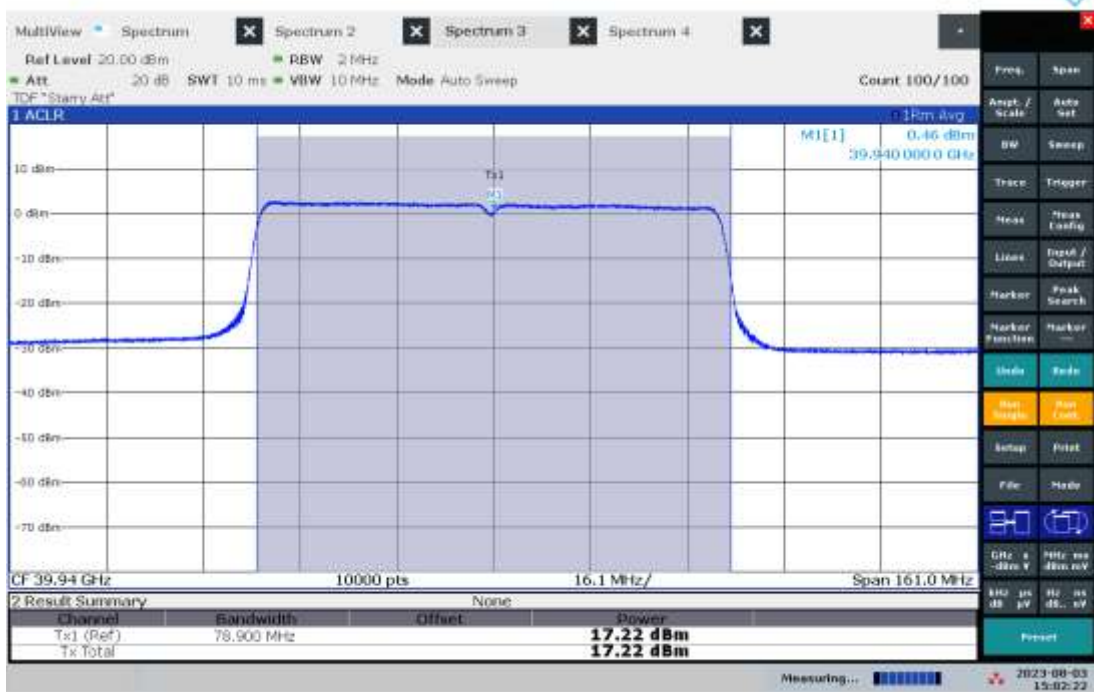 MultiView Spectrum Spectrum 2 Spectrum 3 Spectrum 4
Ref Level 20.00 dBm RBW 2 MHz
Att 20 dB SWT 10 ms VBW 10 MHz Mode Auto Sweep Count 100/100
TDF "Starry Att"
1 ACLR 1Rm Avg
M1[1] 0.46 dBm
39.9400000 GHz
10 dBm
Tx1
M1
0 dBm
-10 dBm
-20 dBm
-30 dBm
-40 dBm
-50 dBm
-60 dBm
-70 dBm
CF 39.94 GHz 10000 pts 16.1 MHz/ Span 161.0 MHz
2 Result Summary None
Channel Bandwidth Offset Power
Tx1 (Ref) 78.900 MHz 17.22 dBm
Tx Total 17.22 dBm
Measuring... 2023-08-03
15:02:22
Freq. Span
Ampt. / Scale Auto Set
BW Sweep
Trace Trigger
Meas Meas Config
Lines Input / Output
Marker Peak Search
Marker Function Marker
Undo Redo
Run Single Run Cont.
Setup Print
File Mode
Preset